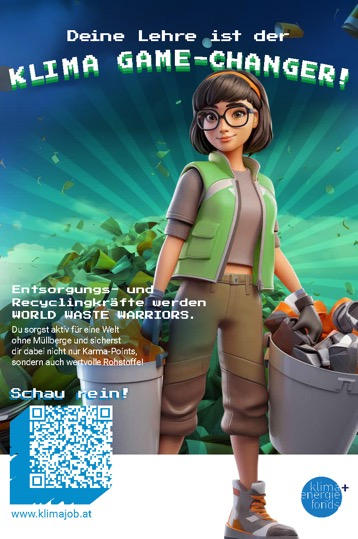 Deine Lehre ist der
KLIMA GAME-CHANGER!
Entsorgungs- und
Recyclingkräfte werden
WORLD WASTE WARRIORS.
Du sorgst aktiv für eine Welt
ohne Müllberge und sicherst
dir dabei nicht nur Karma-Points,
sondern auch wertvolle Rohstoffe!
Schau rein!
www.klimajob.at
klima+
energie
fonds